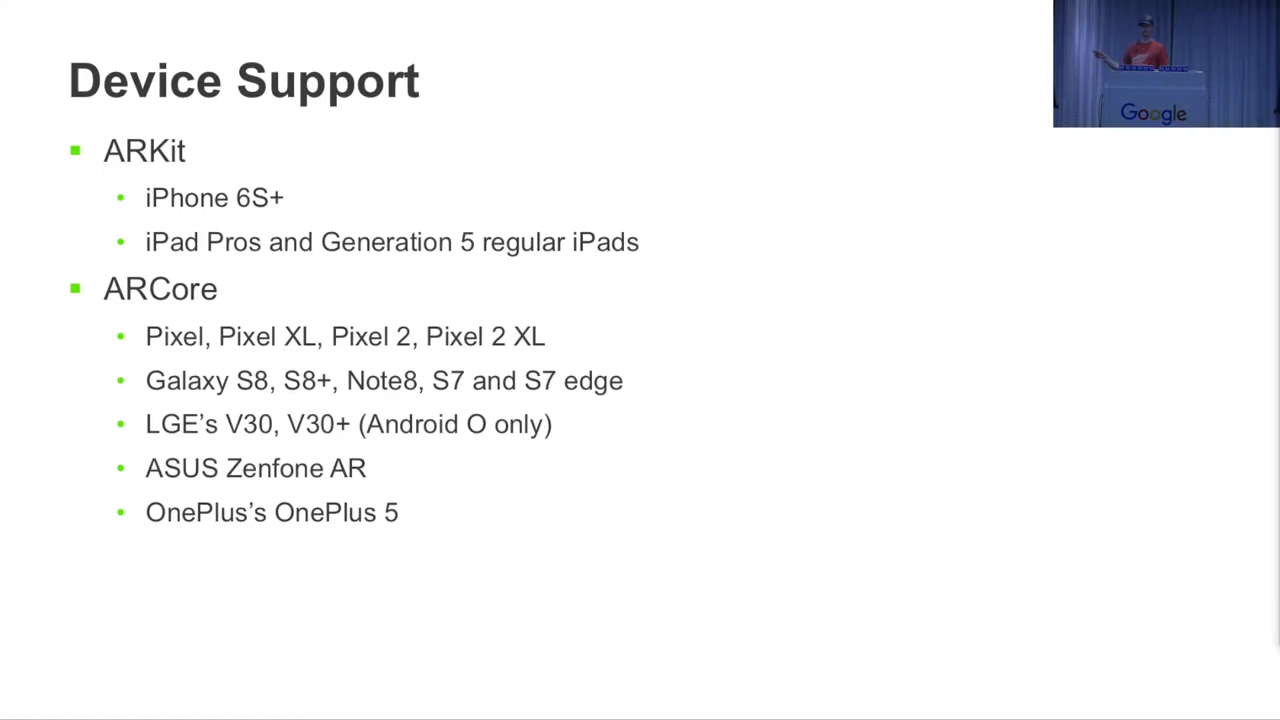 Device Support
ARKit
iPhone 6S+
iPad Pros and Generation 5 regular iPads
ARCore
Pixel, Pixel XL, Pixel 2, Pixel 2 XL
Galaxy S8, S8+, Note8, S7 and S7 edge
LGE’s V30, V30+ (Android O only)
ASUS Zenfone AR
OnePlus’s OnePlus 5
Google